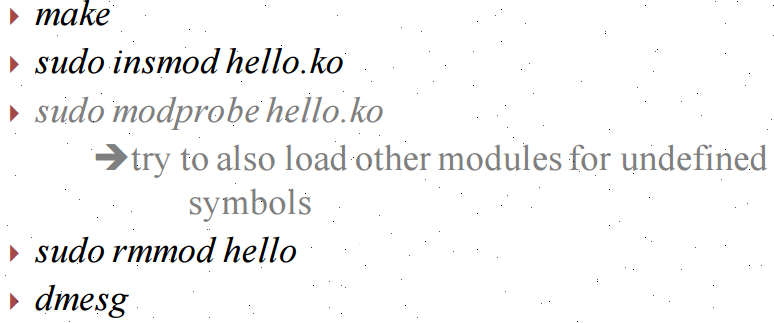 make
sudo insmod hello.ko
sudo modprobe hello.ko
➔try to also load other modules for undefined
symbols
sudo rmmod hello
dmesg